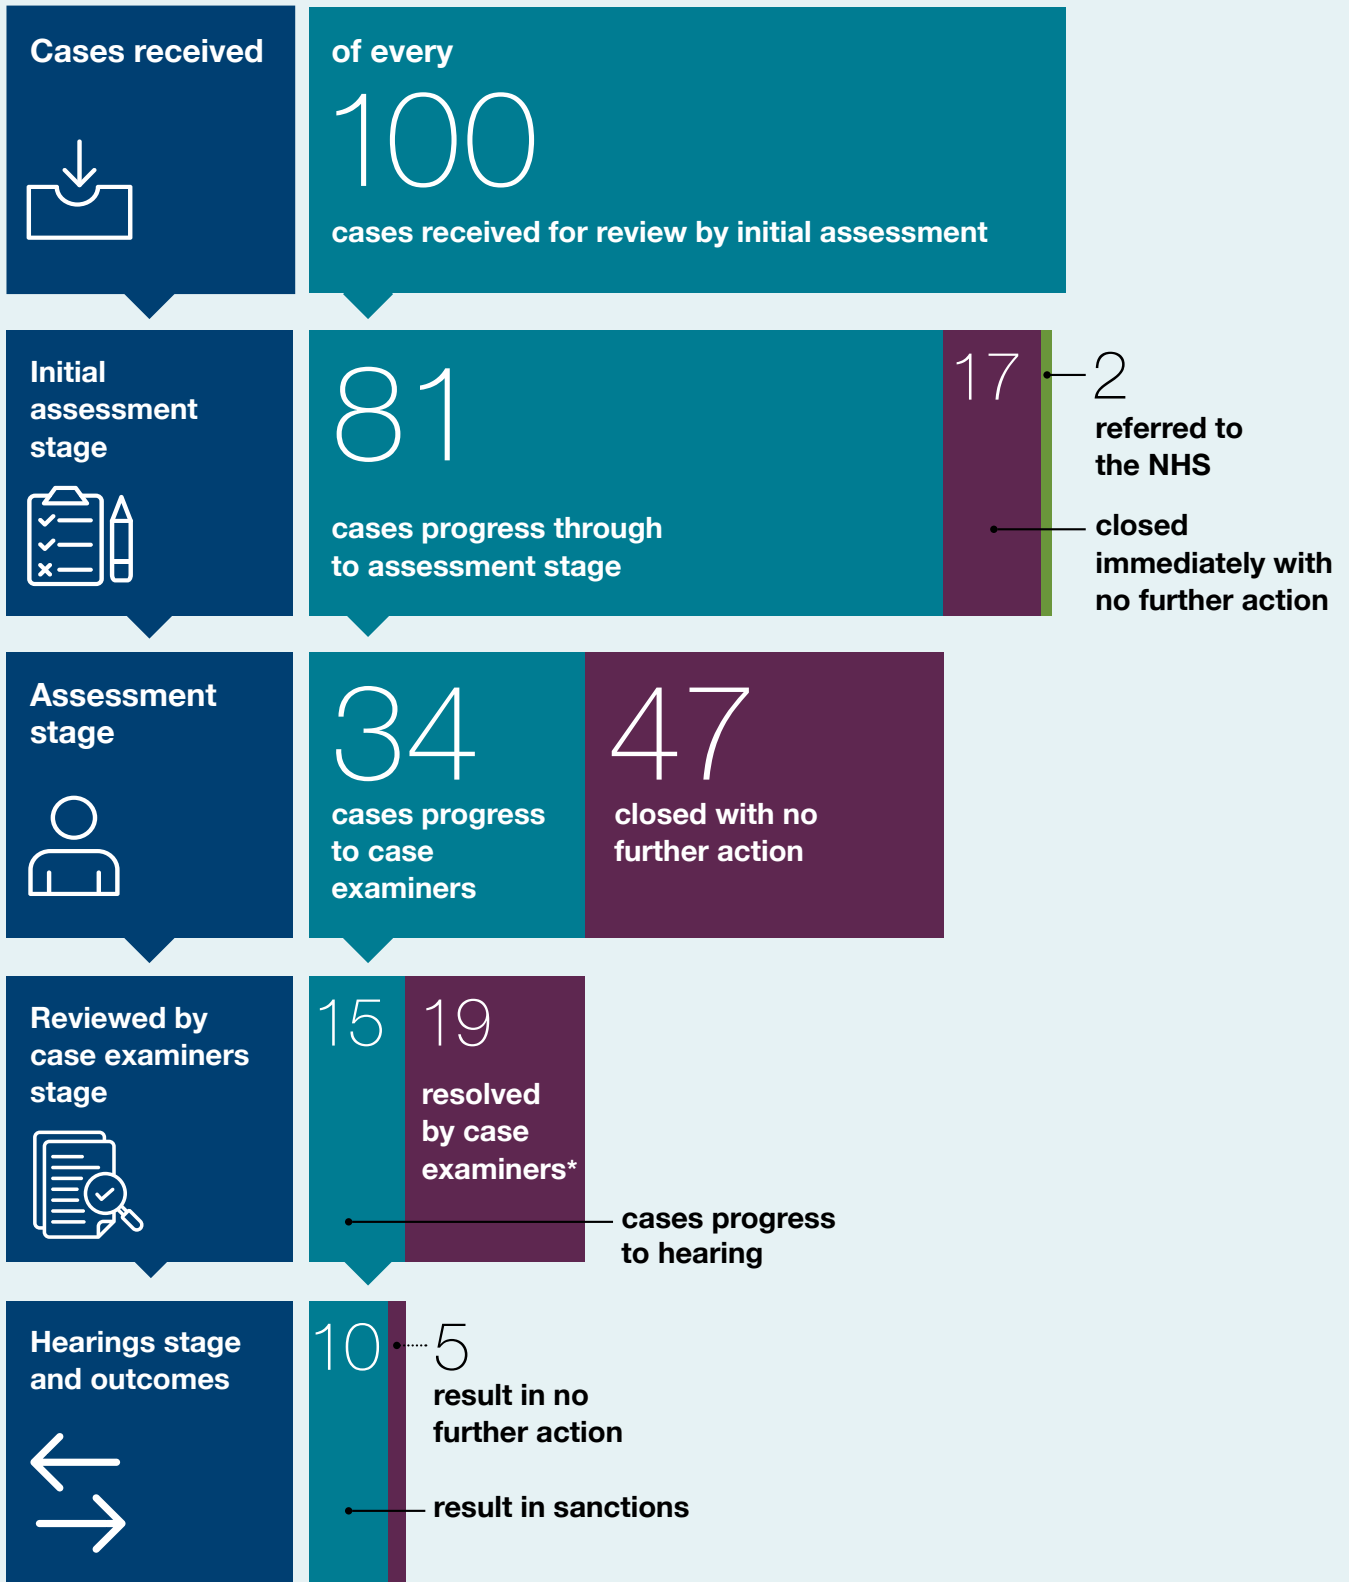 Cases received
of every
100
cases received for review by initial assessment
Initial
assessment
stage
81
cases progress through
to assessment stage
17
2
referred to
the NHS
closed
immediately with
no further action
Assessment
stage
34
cases progress
to case
examiners
47
closed with no
further action
Reviewed by
case examiners
stage
15
19
resolved
by case
examiners*
cases progress
to hearing
Hearings stage
and outcomes
10
5
result in no
further action
result in sanctions